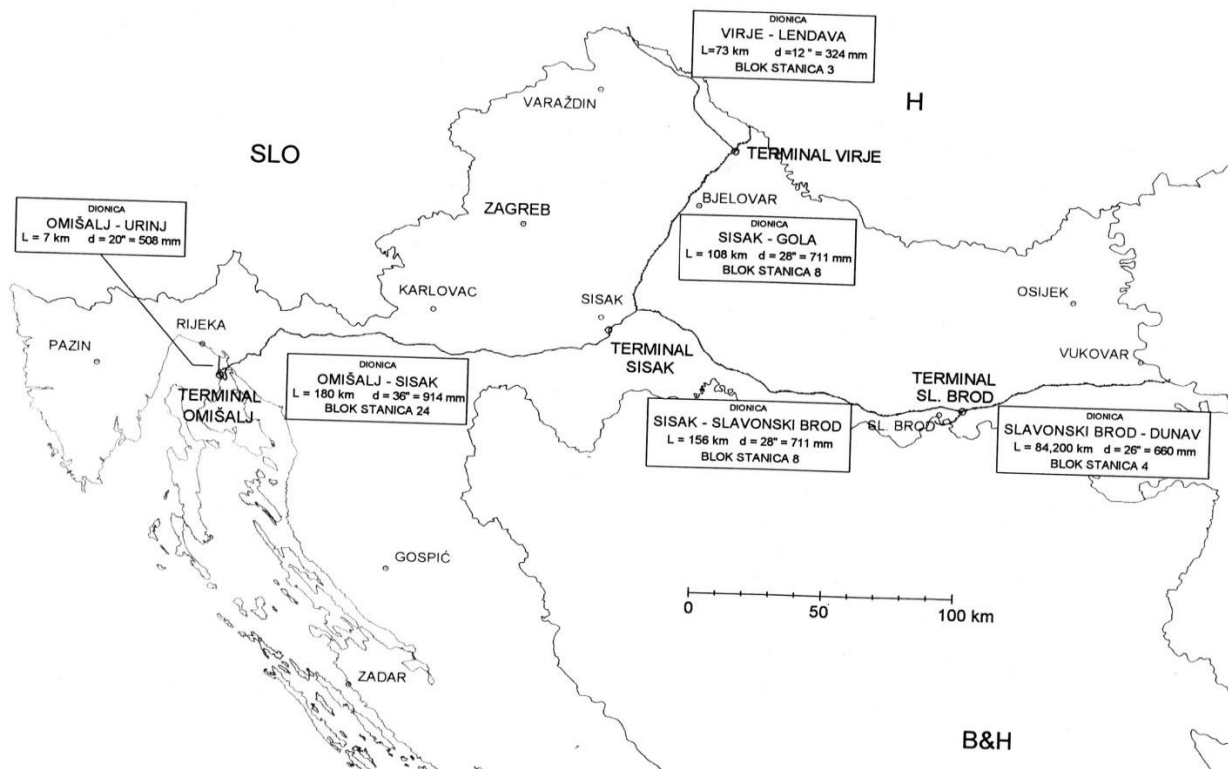 DIONICA
VIRJE - LENDAVA
L=73 km d =12 " = 324 mm
BLOK STANICA 3
H
VARAŽDIN
SLO
TERMINAL VIRJE
DIONICA
OMIŠALJ - URINJ
L = 7 km d = 20" = 508 mm
BJELOVAR
ZAGREB
DIONICA
SISAK - GOLA
L = 108 km d = 28" = 711 mm
BLOK STANICA 8
KARLOVAC
SISAK
OSIJEK
RIJEKA
PAZIN
TERMINAL
SISAK
VUKOVAR
TERMINAL
OMIŠALJ
DIONICA
OMIŠALJ - SISAK
L = 180 km d = 36" = 914 mm
BLOK STANICA 24
TERMINAL
SL. BROD
DIONICA
SISAK - SLAVONSKI BROD
L = 156 km d = 28" = 711 mm
BLOK STANICA 8
SL. BROD
DIONICA
SLAVONSKI BROD - DUNAV
L = 84,200 km d = 26" = 660 mm
BLOK STANICA 4
GOSPIĆ
0 50 100 km
ZADAR
B&H